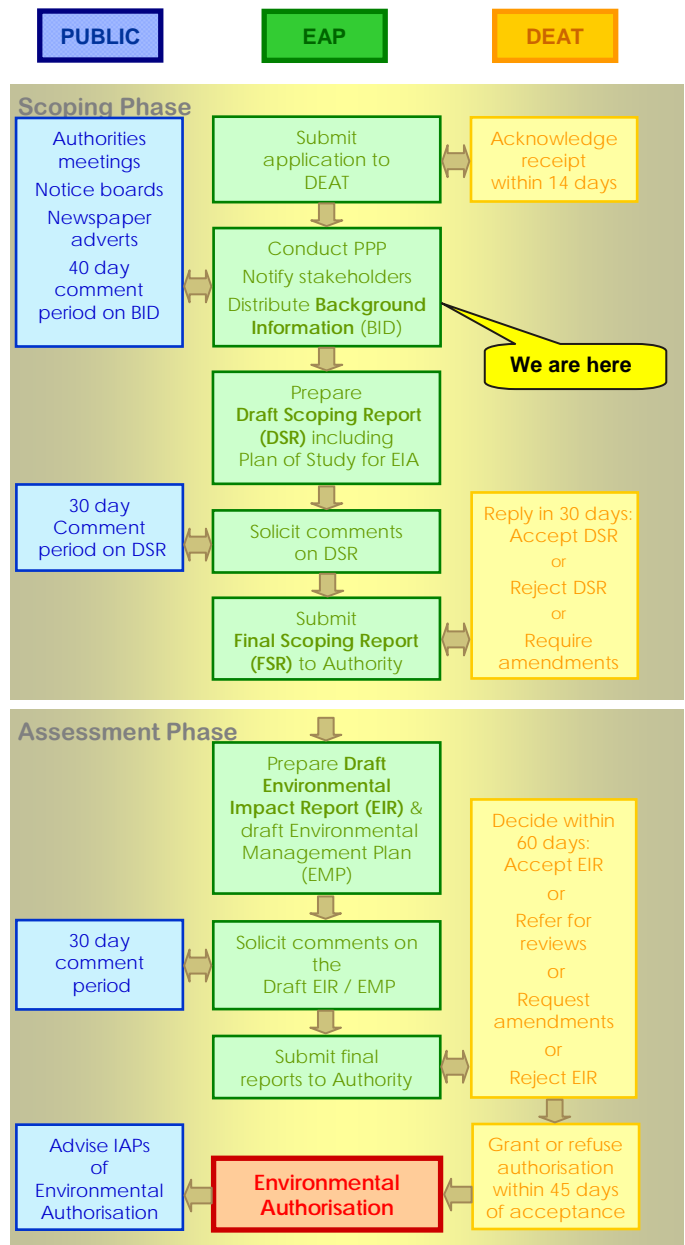 PUBLIC
EAP
DEAT
Scoping Phase
Authorities
meetings
Notice boards
Newspaper
adverts
40 day
comment
period on BID
Submit
application to
DEAT
Acknowledge
receipt
within 14 days
Conduct PPP
Notify stakeholders
Distribute Background
Information (BID)
We are here
Prepare
Draft Scoping Report
(DSR) including
Plan of Study for EIA
30 day
Comment
period on DSR
Solicit comments
on DSR
Reply in 30 days:
Accept DSR
or
Reject DSR
or
Require
amendments
Submit
Final Scoping Report
(FSR) to Authority
Assessment Phase
Prepare Draft
Environmental
Impact Report (EIR) &
draft Environmental
Management Plan
(EMP)
Decide within
60 days:
Accept EIR
or
Refer for
reviews
or
Request
amendments
or
Reject EIR
30 day
comment
period
Solicit comments on
the
Draft EIR / EMP
Submit final
reports to Authority
Advise IAPs
of
Environmental
Authorisation
Environmental
Authorisation
Grant or refuse
authorisation
within 45 days
of acceptance